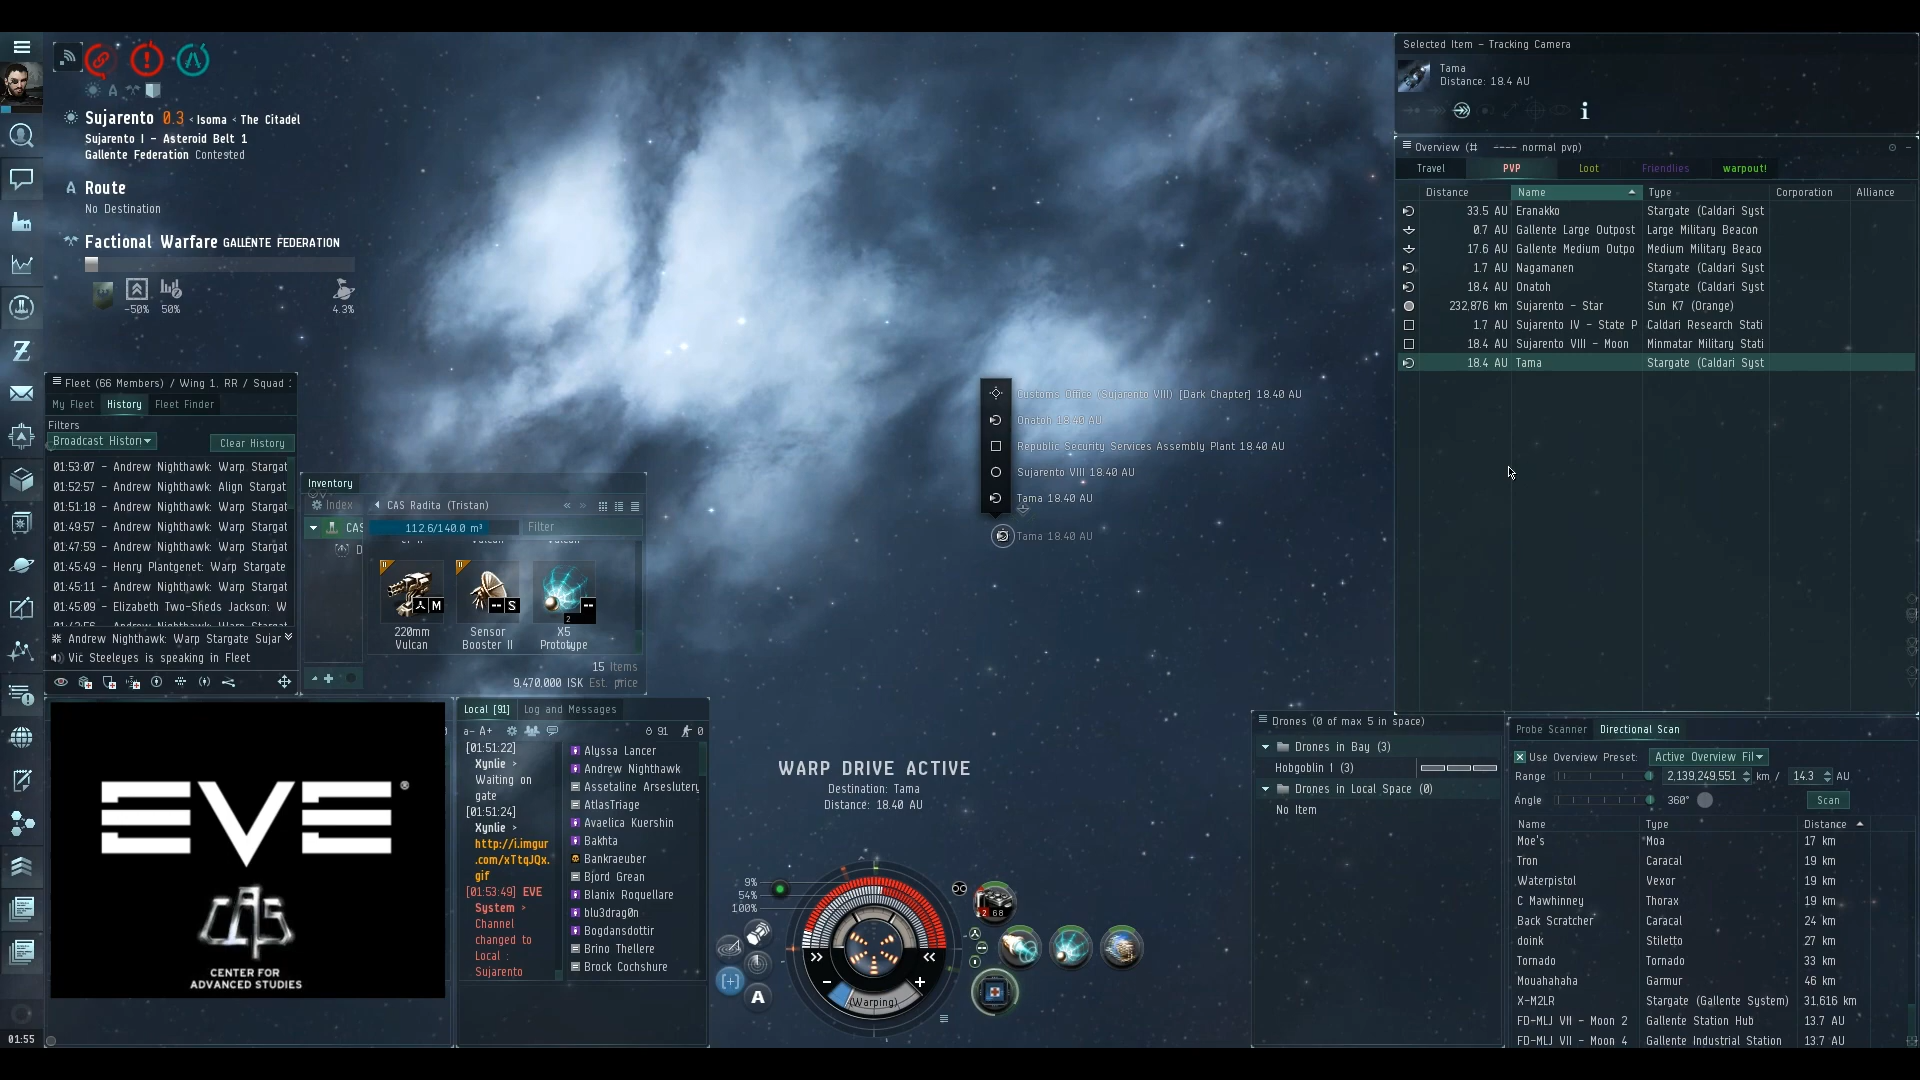 Sujarento 0.3 < Isoma < The Citadel
Sujarento I - Asteroid Belt 1
Gallente Federation Contested
A Route
No Destination
Factional Warfare GALLENTE FEDERATION
-50% 50% 4.3%
Fleet (66 Members) / Wing 1, RR / Squad
My Fleet History Fleet Finder
Filters
Broadcast Histor
Clear History
01:53:07 - Andrew Nighthawk: Warp Stargat
01:52:57 - Andrew Nighthawk: Align Stargat
01:51:18 - Andrew Nighthawk: Warp Stargat
01:49:57 - Andrew Nighthawk: Warp Stargat
01:47:59 - Andrew Nighthawk: Warp Stargat
01:45:49 - Henry Plantgenet: Warp Stargate
01:45:11 - Andrew Nighthawk: Warp Stargat
01:45:09 - Elizabeth Two-Sheds Jackson: W
Andrew Nighthawk: Warp Stargate Sujar
Vic Steeleyes is speaking in Fleet
Inventory
Index
CAS Radita (Tristan)
CAS
112.6/140.0 m³
Filter
D
M
S
2
220mm Vulcan
Sensor Booster II
X5 Prototype
15 Items
9,470,000 ISK Est. price
EVE ®
CAS
CENTER FOR
ADVANCED STUDIES
01:55
Local [91] Log and Messages
a- A+ 91 0
[01:51:22]
Xynlie >
Waiting on
gate
[01:51:24]
Xynlie >
http://i.imgur
.com/xTtqJQx.
gif
[01:53:49] EVE
System >
Channel
changed to
Local :
Sujarento
Alyssa Lancer
Andrew Nighthawk
Assetaline Arseslutery
AtlasTriage
Avaelica Kuershin
Bakhta
Bankraeuber
Bjord Grean
Blanix Roquellare
blu3drag0n
Bogdansdottir
Brino Thellere
Brock Cochshure
Customs Office (Sujarento VIII) [Dark Chapter] 18.40 AU
Onatoh 18.40 AU
Republic Security Services Assembly Plant 18.40 AU
Sujarento VIII 18.40 AU
Tama 18.40 AU
Tama 18.40 AU
WARP DRIVE ACTIVE
Destination: Tama
Distance: 18.40 AU
9%
54%
100%
2 68
A
(Warping)
Selected Item - Tracking Camera
Tama
Distance: 18.4 AU
Overview (# ---- normal pvp)
Travel PVP Loot Friendlies warpout!
Distance Name Type Corporation Alliance
33.5 AU Eranakko Stargate (Caldari Syst
0.7 AU Gallente Large Outpost Large Military Beacon
17.6 AU Gallente Medium Outpo Medium Military Beaco
1.7 AU Nagamanen Stargate (Caldari Syst
18.4 AU Onatoh Stargate (Caldari Syst
232,876 km Sujarento - Star Sun K7 (Orange)
1.7 AU Sujarento IV - State P Caldari Research Stati
18.4 AU Sujarento VIII - Moon Minmatar Military Stati
18.4 AU Tama Stargate (Caldari Syst
Drones (0 of max 5 in space)
Drones in Bay (3)
Hobgoblin I (3)
Drones in Local Space (0)
No Item
Probe Scanner Directional Scan
Use Overview Preset: Active Overview Fil
Range 2,139,249,551 km / 14.3 AU
Angle 360° Scan
Name Type Distance
Moe's Moa 17 km
Tron Caracal 19 km
Waterpistol Vexor 19 km
C Mawhinney Thorax 19 km
Back Scratcher Caracal 24 km
doink Stiletto 27 km
Tornado Tornado 33 km
Mouahahaha Garmur 46 km
X-M2LR Stargate (Gallente System) 31,616 km
FD-MLJ VII - Moon 2 Gallente Station Hub 13.7 AU
FD-MLJ VII - Moon 4 Gallente Industrial Station 13.7 AU